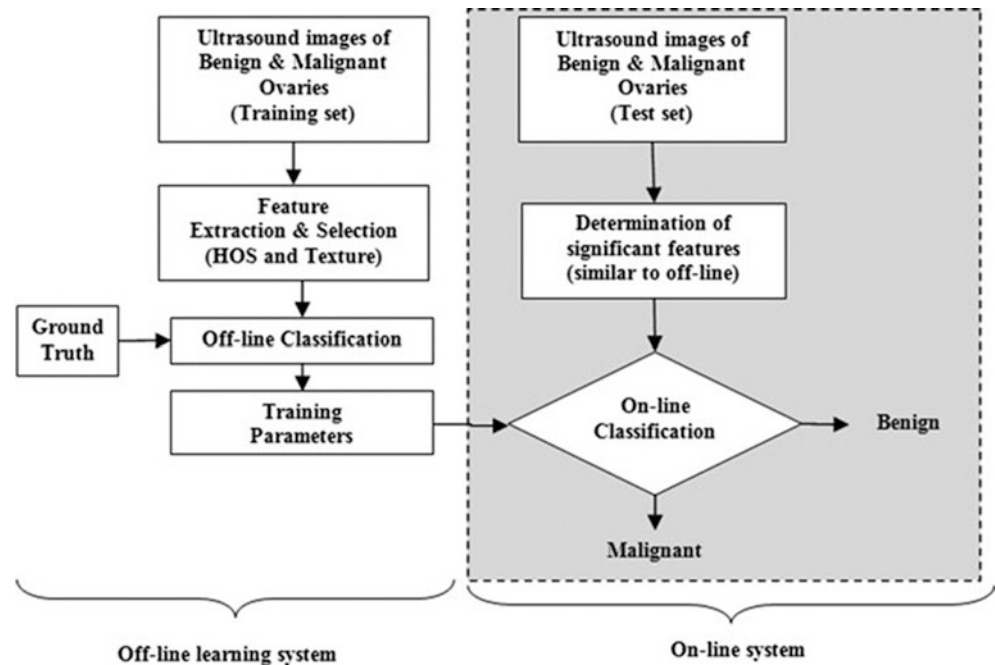 Ultrasound images of
Benign & Malignant
Ovaries
(Training set)
Feature
Extraction & Selection
(HOS and Texture)
Ground
Truth
Off-line Classification
Training
Parameters
Ultrasound images of
Benign & Malignant
Ovaries
(Test set)
Determination of
significant features
(similar to off-line)
On-line
Classification
Benign
Malignant
Off-line learning system
On-line system